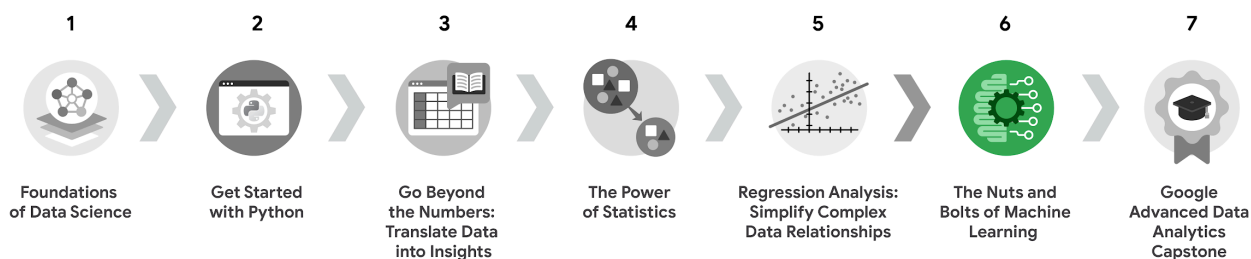 1
2
3
4
5
6
7
Foundations
of Data Science
Get Started
with Python
Go Beyond
the Numbers:
Translate Data
into Insights
The Power
of Statistics
Regression Analysis:
Simplify Complex
Data Relationships
The Nuts and
Bolts of Machine
Learning
Google
Advanced Data
Analytics
Capstone